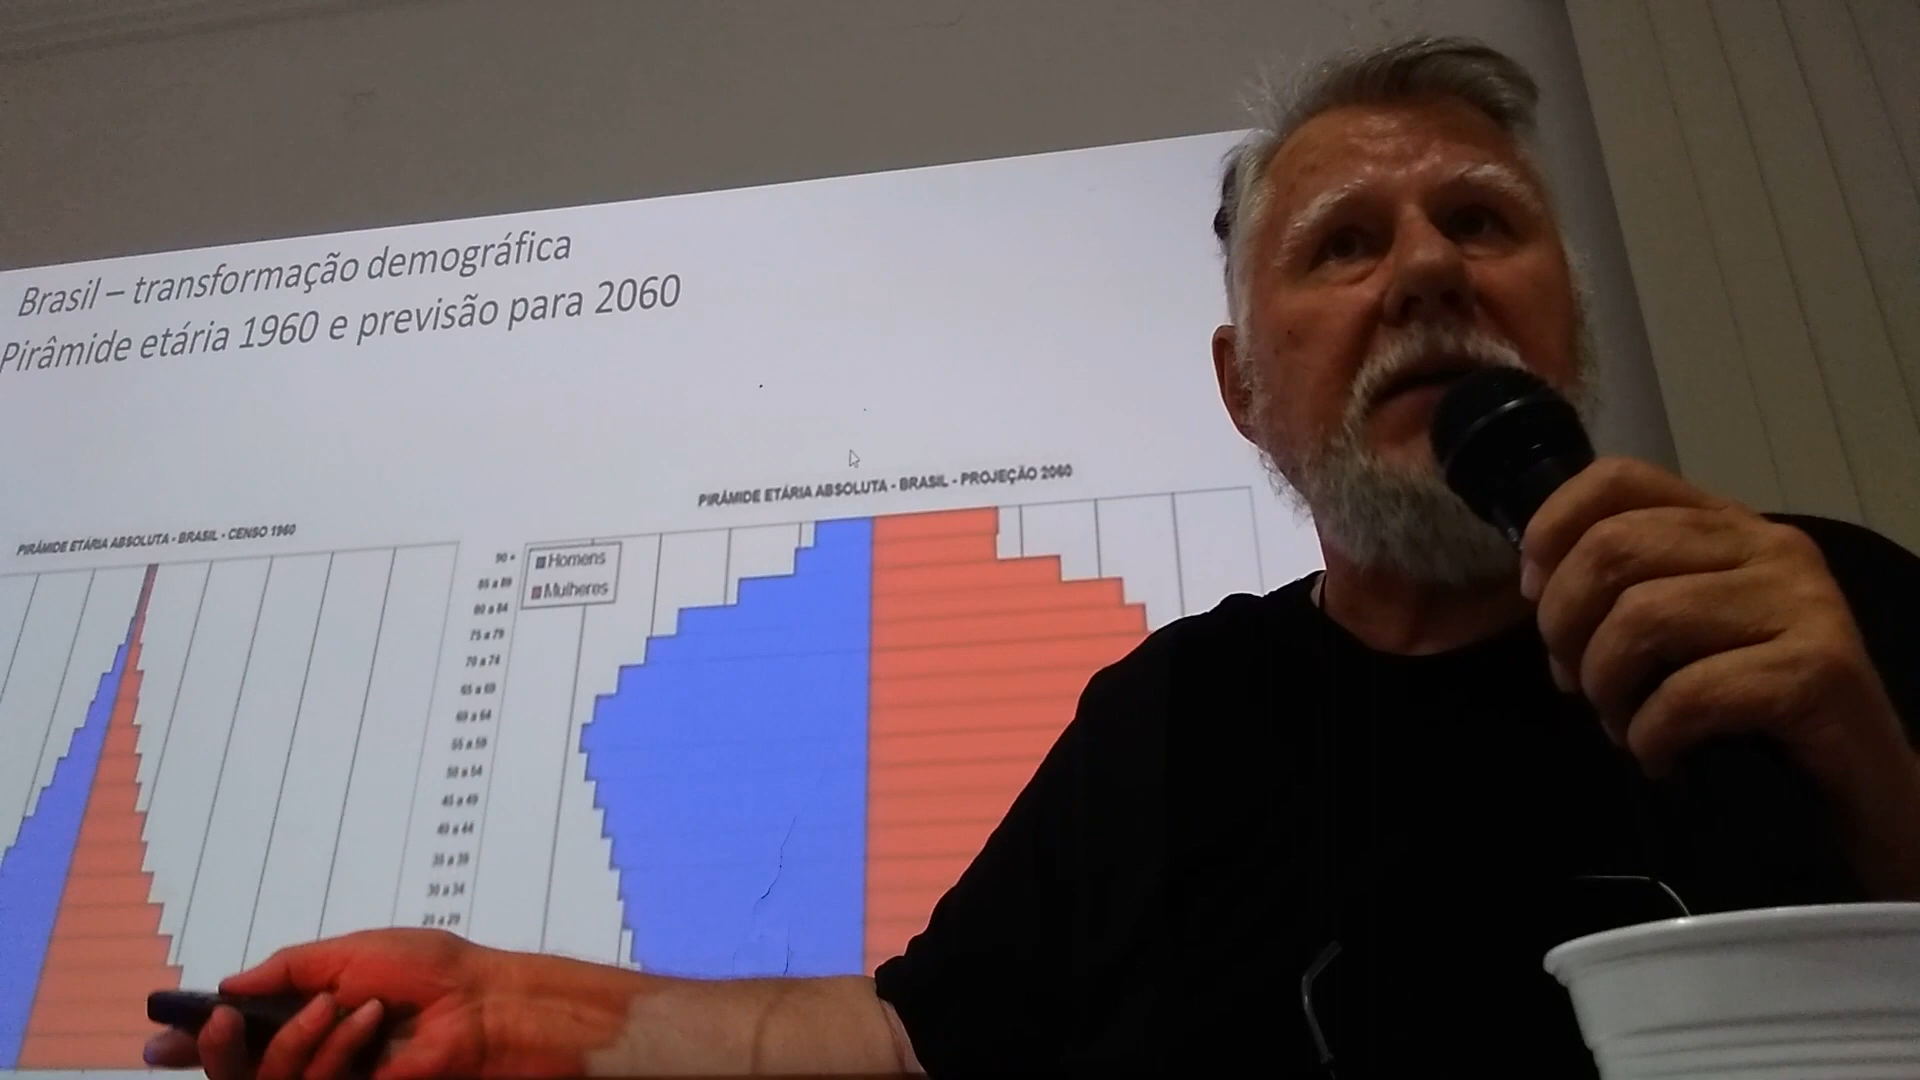 Brasil – transformação demográfica
Pirâmide etária 1960 e previsão para 2060
PIRÂMIDE ETÁRIA ABSOLUTA - BRASIL - CENSO 1960
PIRÂMIDE ETÁRIA ABSOLUTA - BRASIL - PROJEÇÃO 2060
Homens
Mulheres
90 +
85 a 89
80 a 84
75 a 79
70 a 74
65 a 69
60 a 64
55 a 59
50 a 54
45 a 49
40 a 44
35 a 39
30 a 34
25 a 29